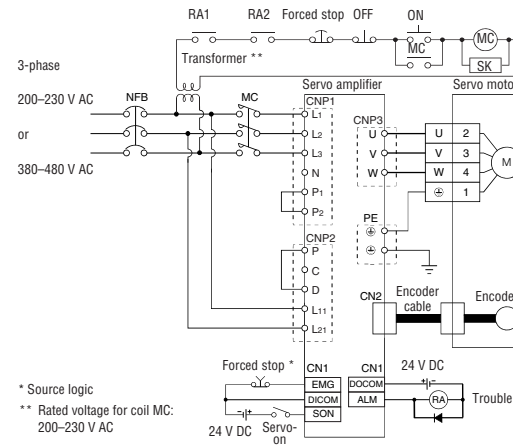 RA1 RA2 Forced stop OFF ON
MC MC
SK
3-phase
Transformer **
200–230 V AC NFB MC
or
380–480 V AC
Servo amplifier Servo moto
CNP1
L1
L2
L3
N
P1
P2
CNP3
U U 2
V V 3
W W 4
1
M
PE
CNP2
P
C
D
L11
L21
CN2 Encoder
cable
Encode
Forced stop * CN1 CN1 24 V DC
EMG DOCOM
DICOM ALM RA Trouble
SON
24 V DC Servo-
on
* Source logic
** Rated voltage for coil MC:
200–230 V AC